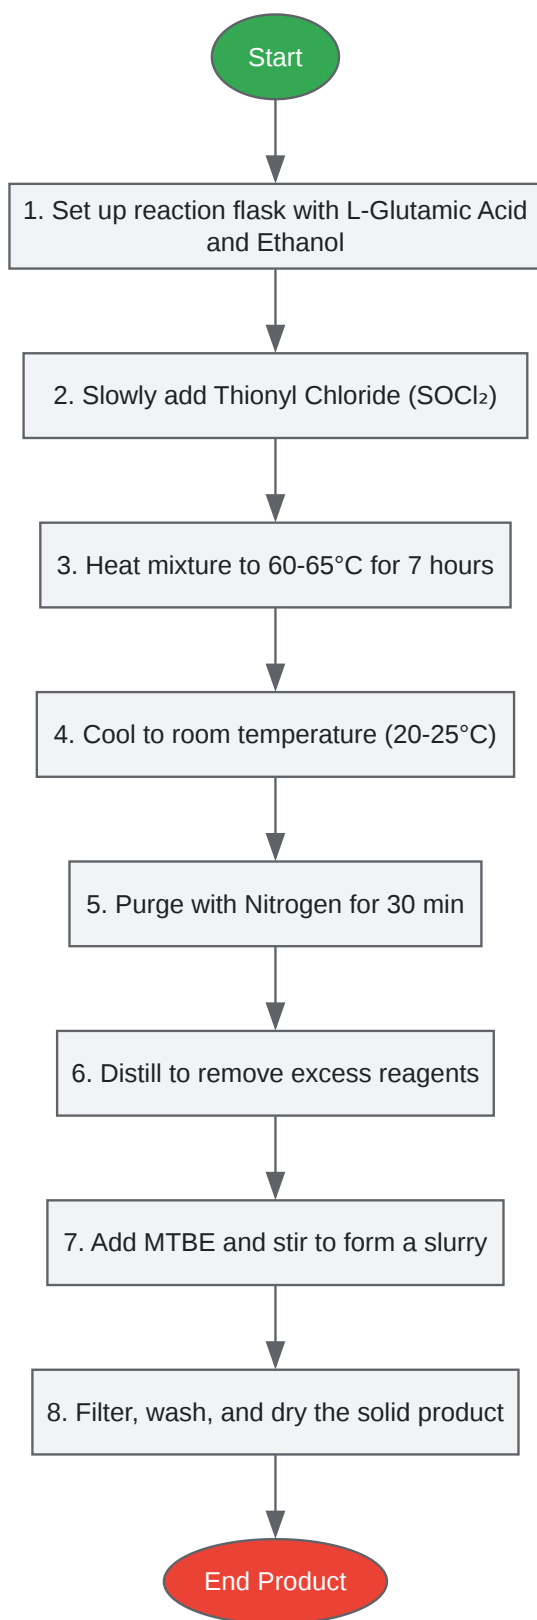 Start
1. Set up reaction flask with L-Glutamic Acid
and Ethanol
2. Slowly add Thionyl Chloride (SOCl₂)
3. Heat mixture to 60-65°C for 7 hours
4. Cool to room temperature (20-25°C)
5. Purge with Nitrogen for 30 min
6. Distill to remove excess reagents
7. Add MTBE and stir to form a slurry
8. Filter, wash, and dry the solid product
End Product